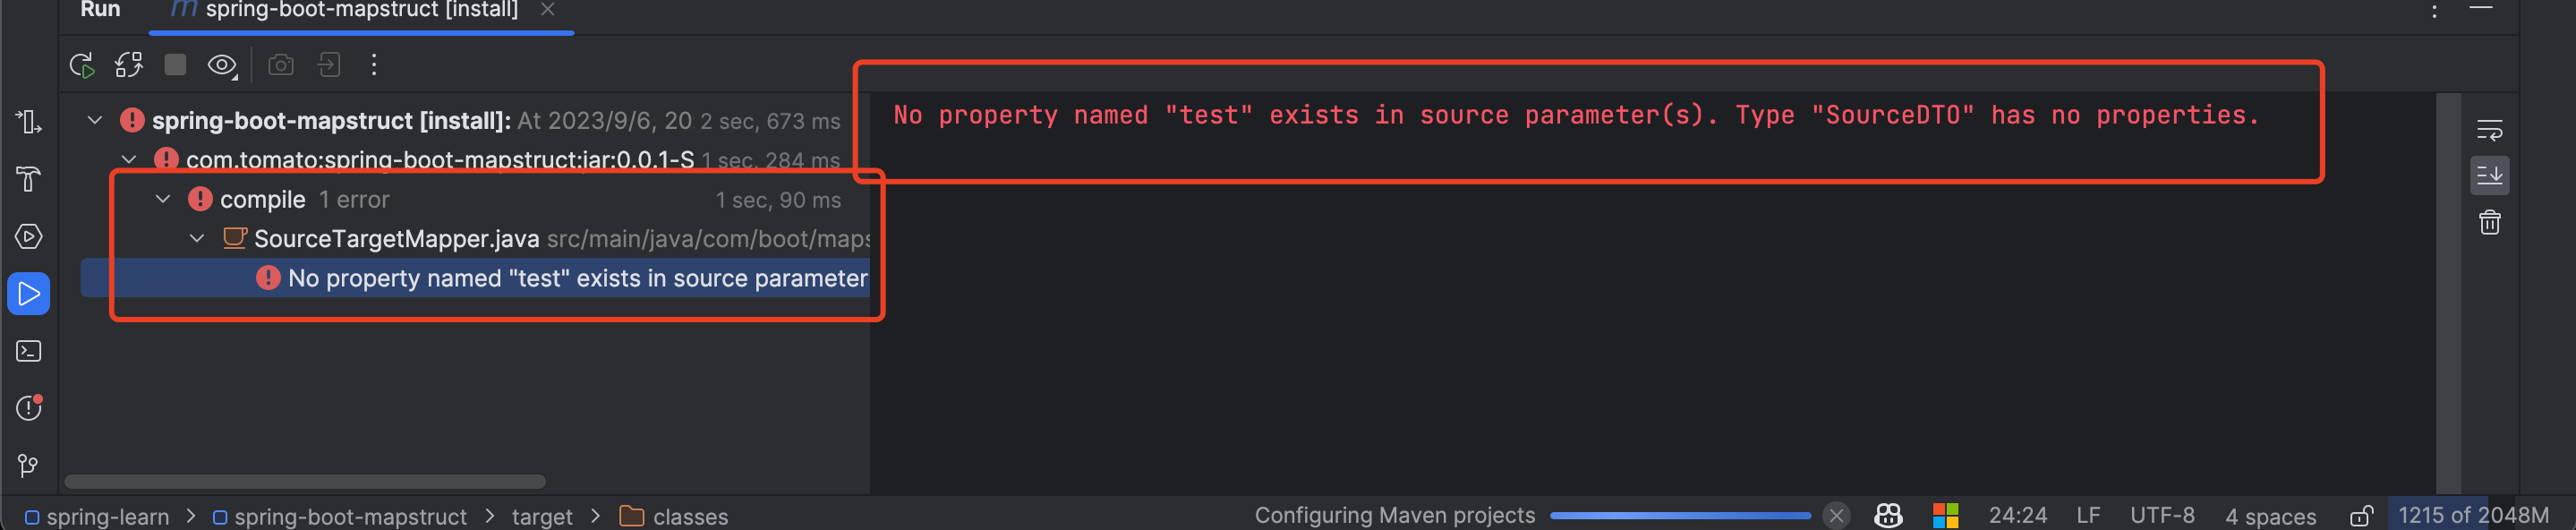 Run m spring-boot-mapstruct [install]
spring-boot-mapstruct [install]: At 2023/9/6, 20 2 sec, 673 ms
com.tomato:spring-boot-mapstruct:jar:0.0.1-S 1 sec, 284 ms
compile 1 error 1 sec, 90 ms
SourceTargetMapper.java src/main/java/com/boot/maps
No property named "test" exists in source parameter
No property named "test" exists in source parameter(s). Type "SourceDTO" has no properties.
spring-learn > spring-boot-mapstruct > target > classes Configuring Maven projects 24:24 LF UTF-8 4 spaces 1215 of 2048M